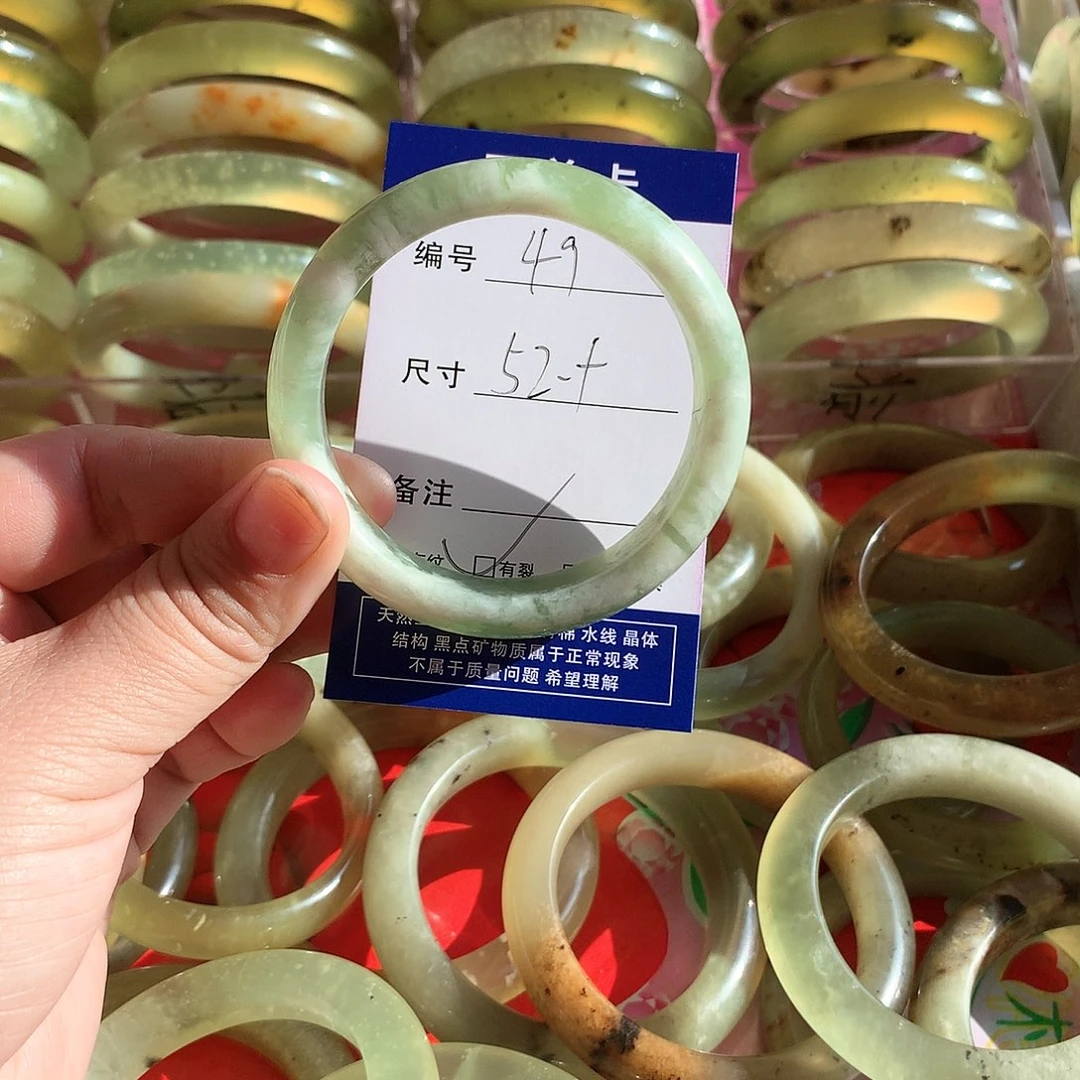 卡
编号 49
尺寸 52-+
备注
纹 有裂
天然 棉 水线 晶体
结构 黑点矿物质属于正常现象
不属于质量问题 希望理解